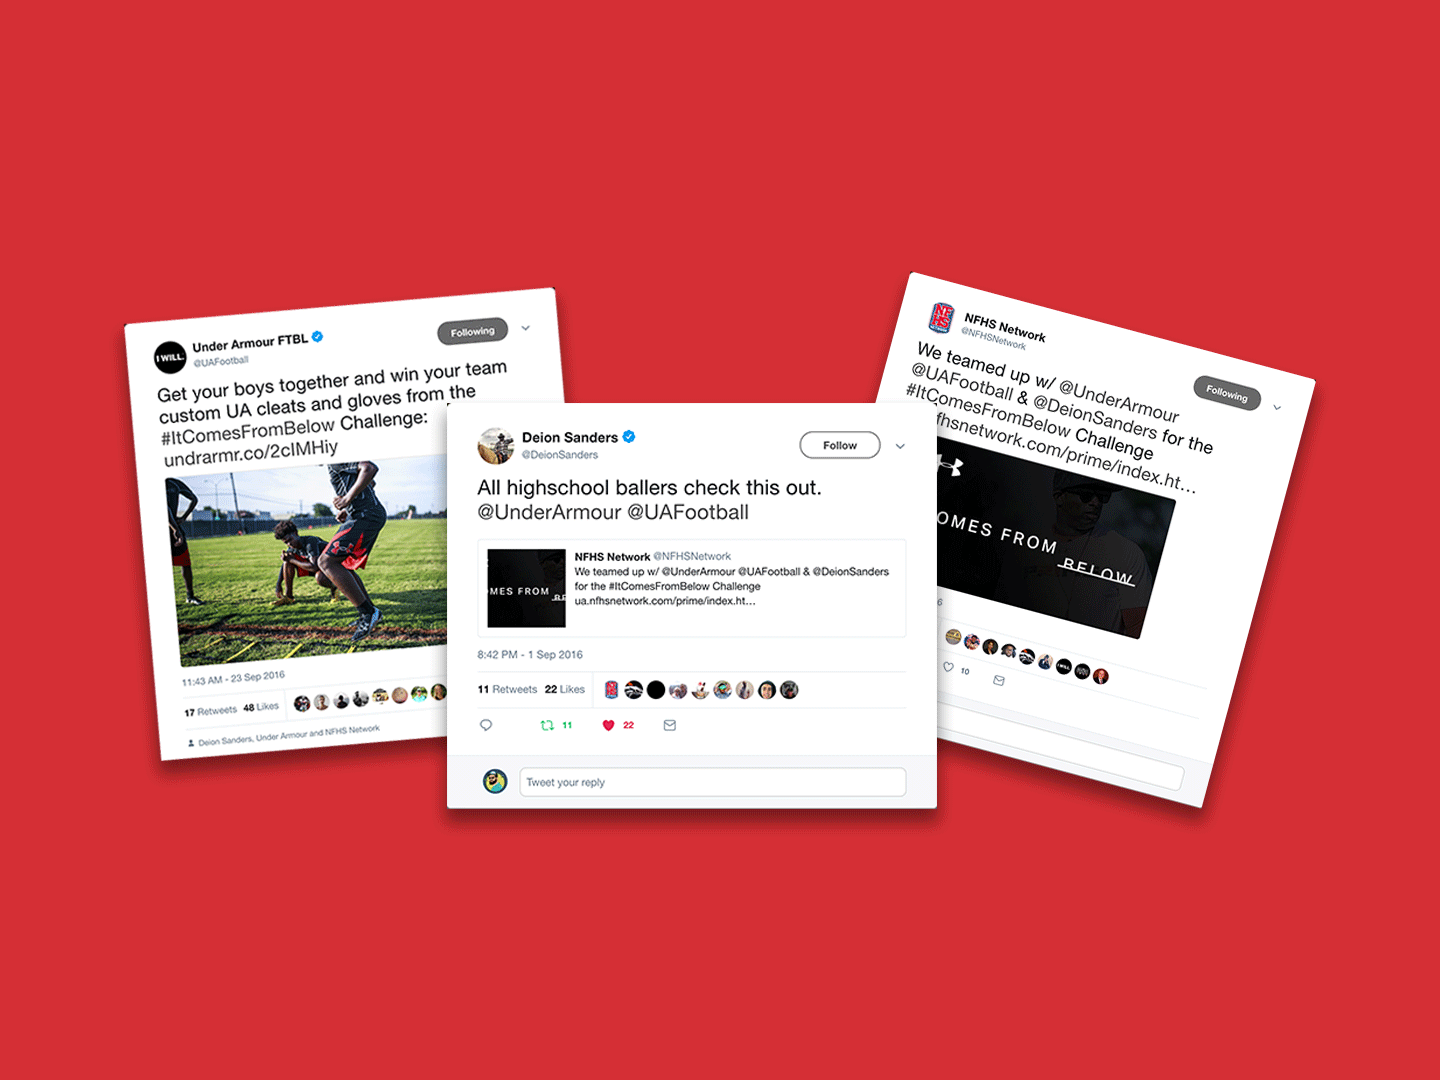 I WILL.
Under Armour FTBL
@UAFootball
Following
Get your boys together and win your team
custom UA cleats and gloves from the
#ItComesFromBelow Challenge:
undrarmr.co/2cIMHiy
11:43 AM - 23 Sep 2016
17 Retweets 48 Likes
Deion Sanders, Under Armour and NFHS Network
Deion Sanders
@DeionSanders
Follow
All highschool ballers check this out.
@UnderArmour @UAFootball
NFHS Network @NFHSNetwork
We teamed up w/ @UnderArmour @UAFootball & @DeionSanders
for the #ItComesFromBelow Challenge
ua.nfhsnetwork.com/prime/index.ht…
OMES FROM BE
8:42 PM - 1 Sep 2016
11 Retweets 22 Likes
11
22
Tweet your reply
NFHS
NFHS Network
@NFHSNetwork
Following
We teamed up w/ @UnderArmour
@UAFootball & @DeionSanders for the
#ItComesFromBelow Challenge
fhsnetwork.com/prime/index.ht…
OMES FROM BELOW
6
10